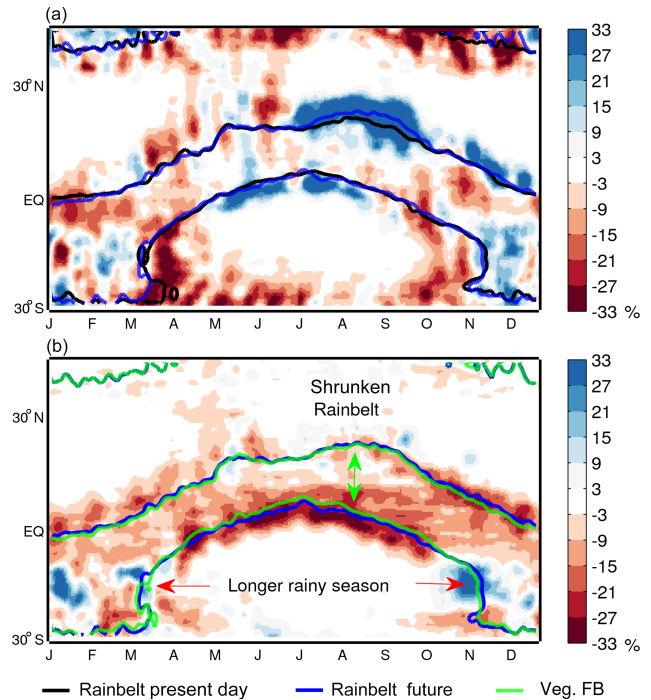 (a)
30°N
EQ
30°S
J F M A M J J A S O N D
33
27
21
15
9
3
-3
-9
-15
-21
-27
-33 %
0
(b)
Shrunken
Rainbelt
30°N
EQ
Longer rainy season
30°S
J F M A M J J A S O N D
33
27
21
15
9
3
-3
-9
-15
-21
-27
-33 %
Rainbelt present day Rainbelt future Veg. FB